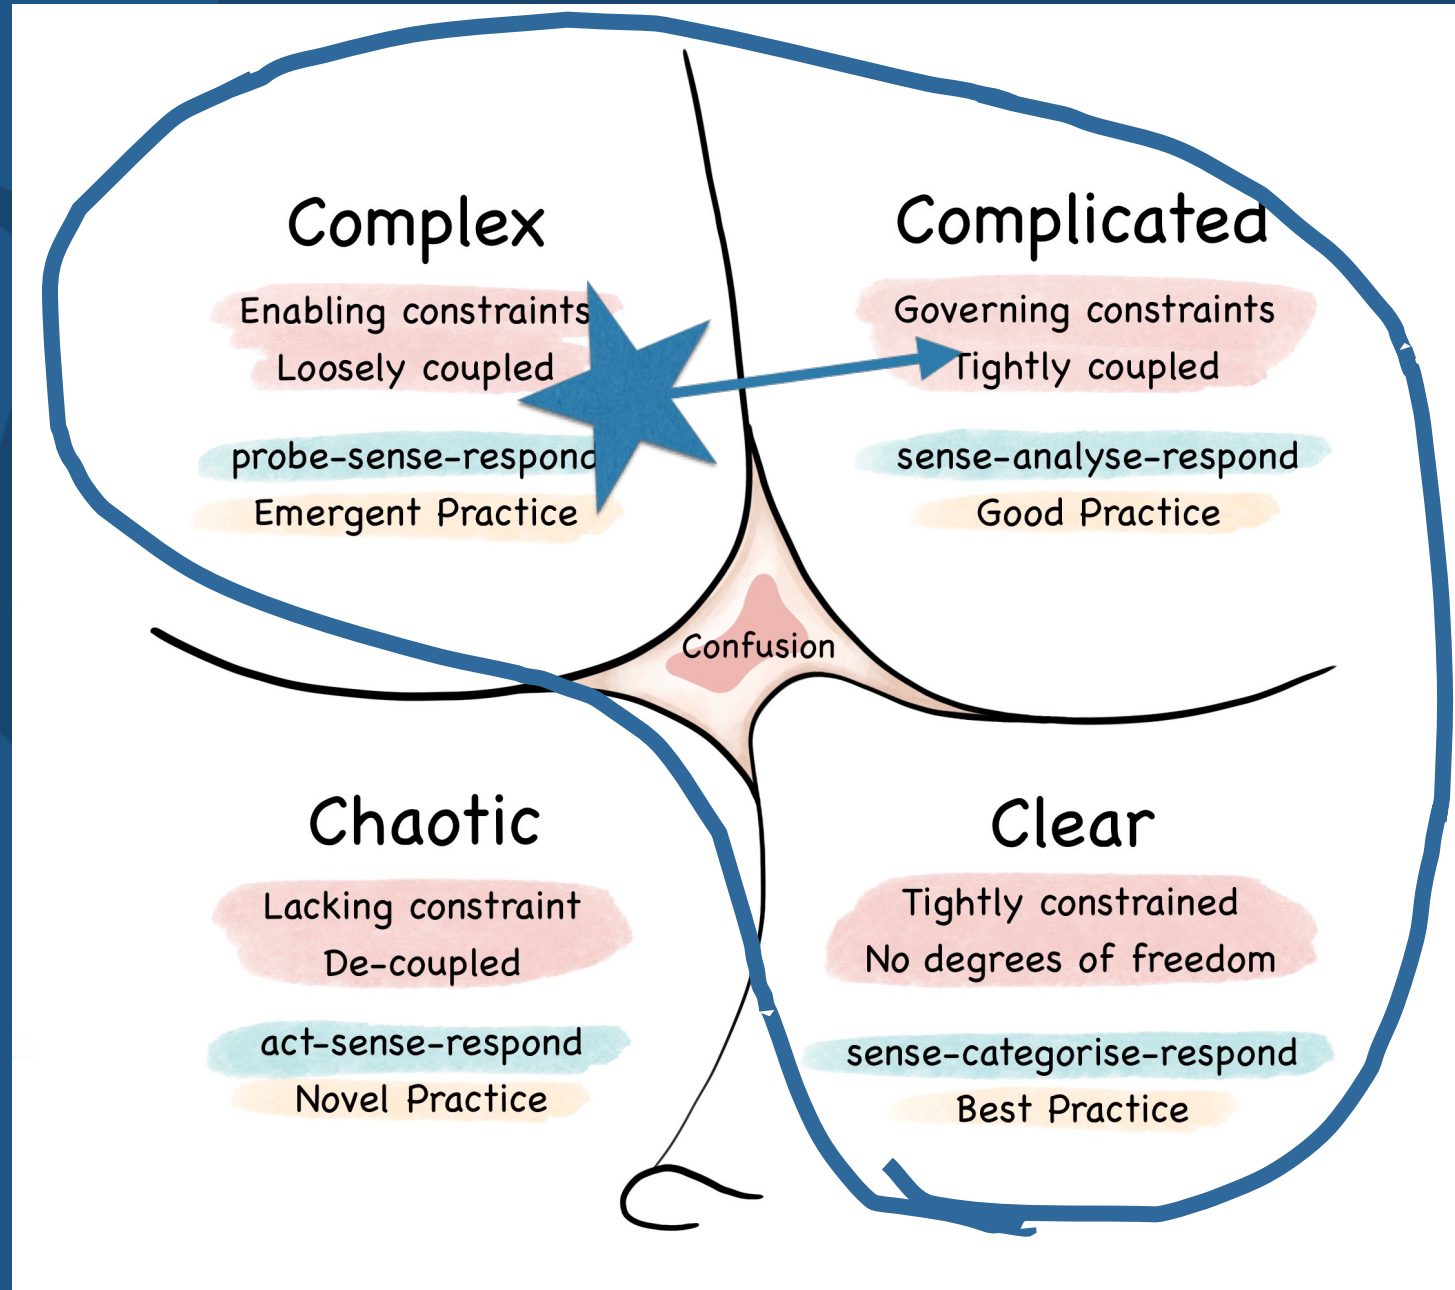 Complex
Enabling constraints
Loosely coupled
probe-sense-respond
Emergent Practice
Complicated
Governing constraints
Tightly coupled
sense-analyse-respond
Good Practice
Confusion
Chaotic
Lacking constraint
De-coupled
act-sense-respond
Novel Practice
Clear
Tightly constrained
No degrees of freedom
sense-categorise-respond
Best Practice